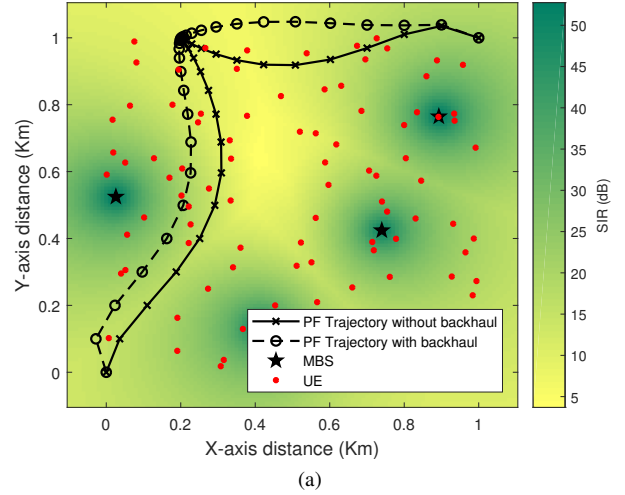 1
0.8
0.6
0.4
0.2
0
Y-axis distance (Km)
0 0.2 0.4 0.6 0.8 1
X-axis distance (Km)
PF Trajectory without backhaul
PF Trajectory with backhaul
MBS
UE
50
45
40
35
30
25
20
15
10
5
SIR (dB)
(a)